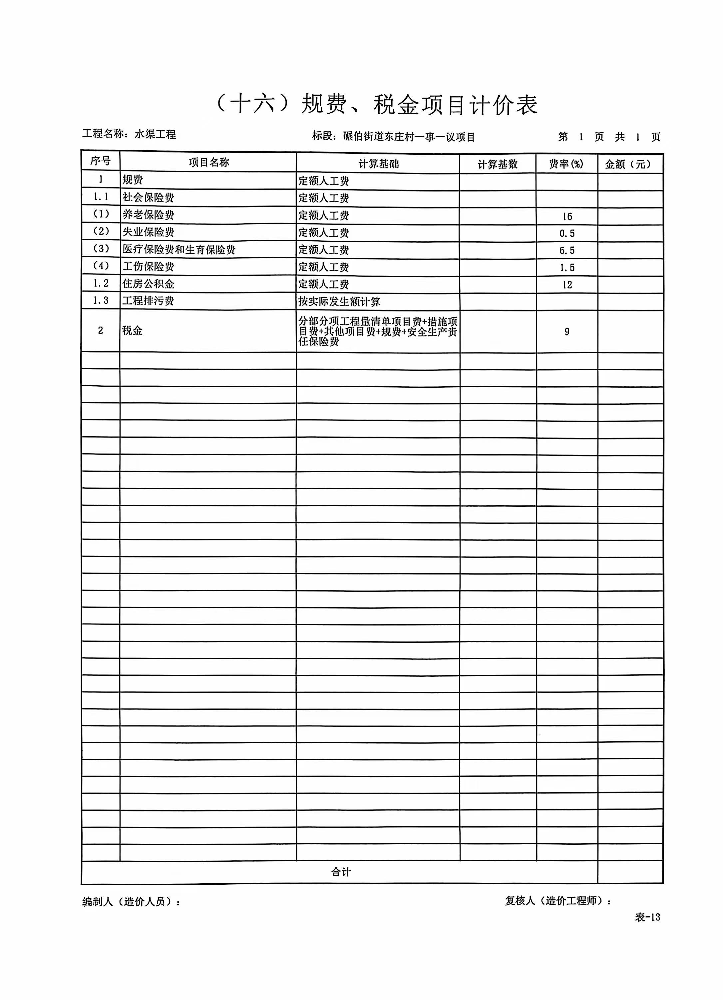 （十六）规费、税金项目计价表
工程名称：水渠工程 标段：碾伯街道东庄村一事一议项目 第 1 页 共 1 页
序号 项目名称 计算基础 计算基数 费率(%) 金额（元）
1 规费 定额人工费
1.1 社会保险费 定额人工费
(1) 养老保险费 定额人工费 16
(2) 失业保险费 定额人工费 0.5
(3) 医疗保险费和生育保险费 定额人工费 6.5
(4) 工伤保险费 定额人工费 1.5
1.2 住房公积金 定额人工费 12
1.3 工程排污费 按实际发生额计算
2 税金 分部分项工程量清单项目费+措施项
目费+其他项目费+规费+安全生产责 9
任保险费
合计
编制人（造价人员）： 复核人（造价工程师）：
表-13